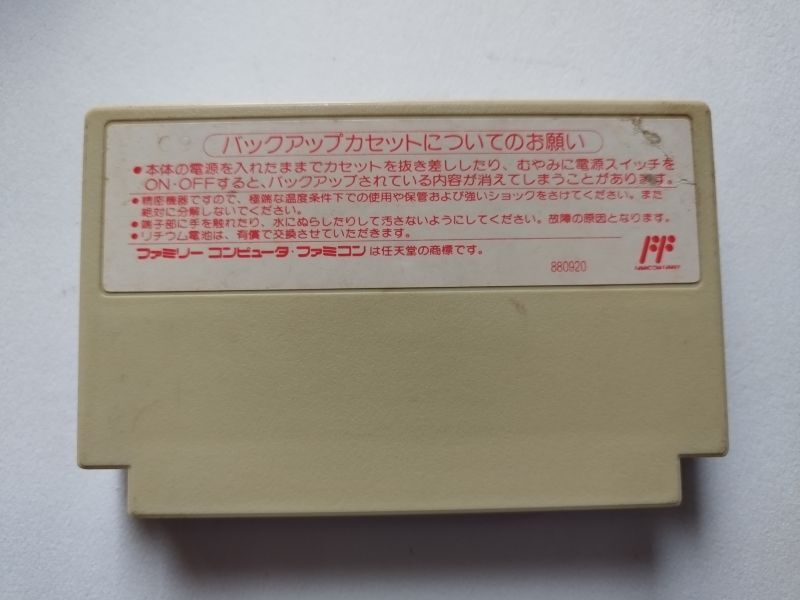 バックアップカセットについてのお願い
●本体の電源を入れたままでカセットを抜き差ししたり、むやみに電源スイッチを
ON・OFFすると、バックアップされている内容が消えてしまうことがあります。
●精密機器ですので、極端な温度条件下での使用や保管および強いショックをさけてください。また
絶対に分解しないでください。
●端子部に手を触れたり、水にぬらしたりして汚さないようにしてください。故障の原因となります。
●リチウム電池は、有償で交換させていただきます。
ファミリーコンピュータ・ファミコンは任天堂の商標です。
FF
FAMICOM FAMILY
880920